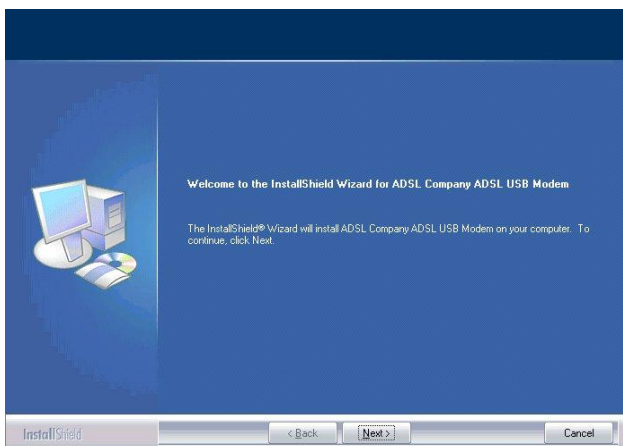 Welcome to the InstallShield Wizard for ADSL Company ADSL USB Modem
The InstallShield® Wizard will install ADSL Company ADSL USB Modem on your computer. To
continue, click Next.
InstallShield
< Back
Next >
Cancel